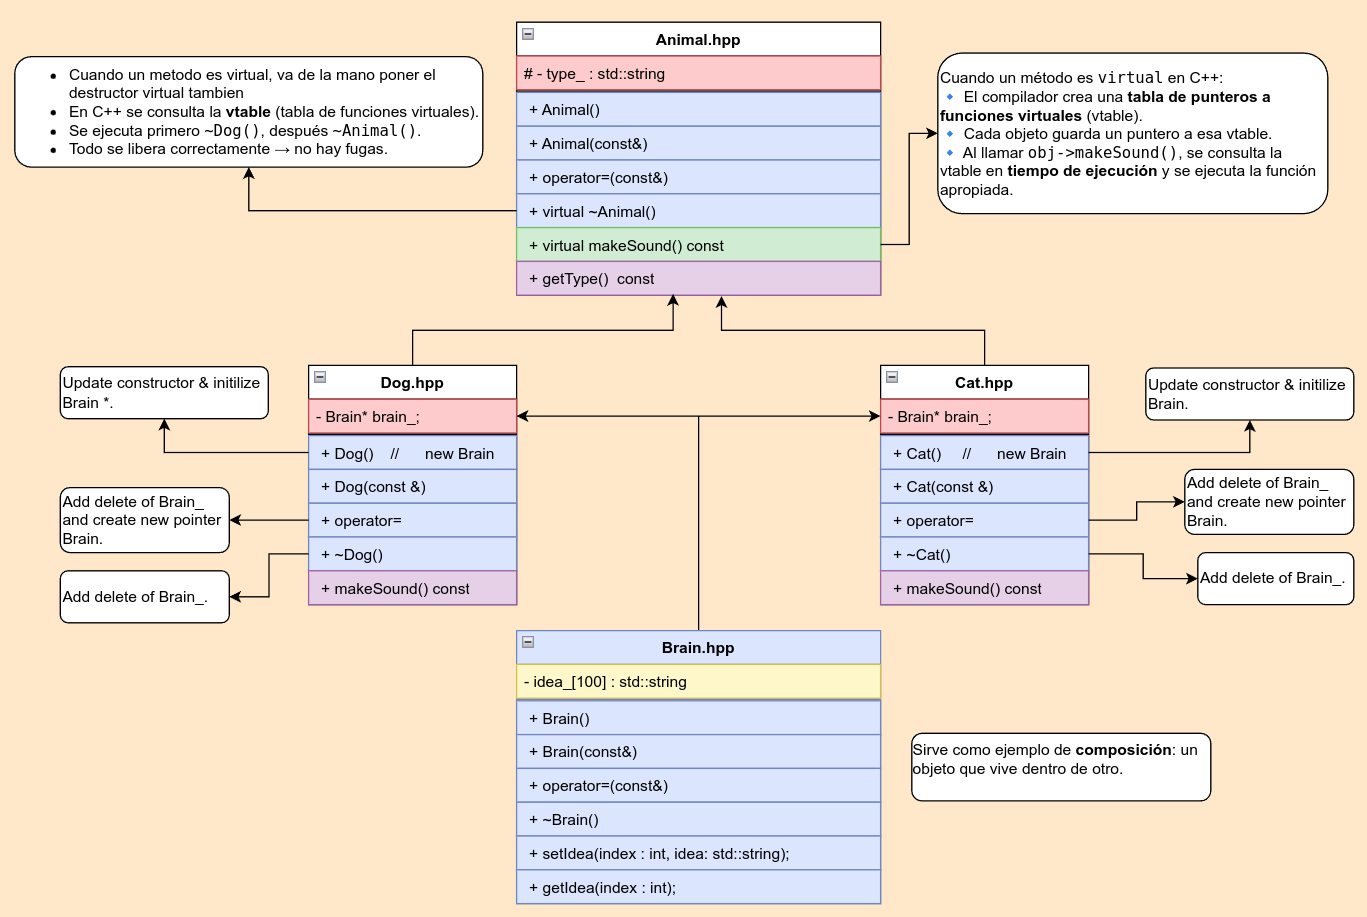 Animal.hpp
# - type_ : std::string
+ Animal()
+ Animal(const&)
+ operator=(const&)
+ virtual ~Animal()
+ virtual makeSound() const
+ getType()  const
• Cuando un metodo es virtual, va de la mano poner el
destructor virtual tambien
• En C++ se consulta la vtable (tabla de funciones virtuales).
• Se ejecuta primero ~Dog(), después ~Animal().
• Todo se libera correctamente → no hay fugas.
Cuando un método es virtual en C++:
🔹 El compilador crea una tabla de punteros a
funciones virtuales (vtable).
🔹 Cada objeto guarda un puntero a esa vtable.
🔹 Al llamar obj->makeSound(), se consulta la
vtable en tiempo de ejecución y se ejecuta la función
apropiada.
Dog.hpp
- Brain* brain_;
+ Dog()    //      new Brain
+ Dog(const &)
+ operator=
+ ~Dog()
+ makeSound() const
Update constructor & initilize
Brain *.
Add delete of Brain_
and create new pointer
Brain.
Add delete of Brain_.
Cat.hpp
- Brain* brain_;
+ Cat()     //      new Brain
+ Cat(const &)
+ operator=
+ ~Cat()
+ makeSound() const
Update constructor & initilize
Brain.
Add delete of Brain_
and create new pointer
Brain.
Add delete of Brain_.
Brain.hpp
- idea_[100] : std::string
+ Brain()
+ Brain(const&)
+ operator=(const&)
+ ~Brain()
+ setIdea(index : int, idea: std::string);
+ getIdea(index : int);
Sirve como ejemplo de composición: un
objeto que vive dentro de otro.